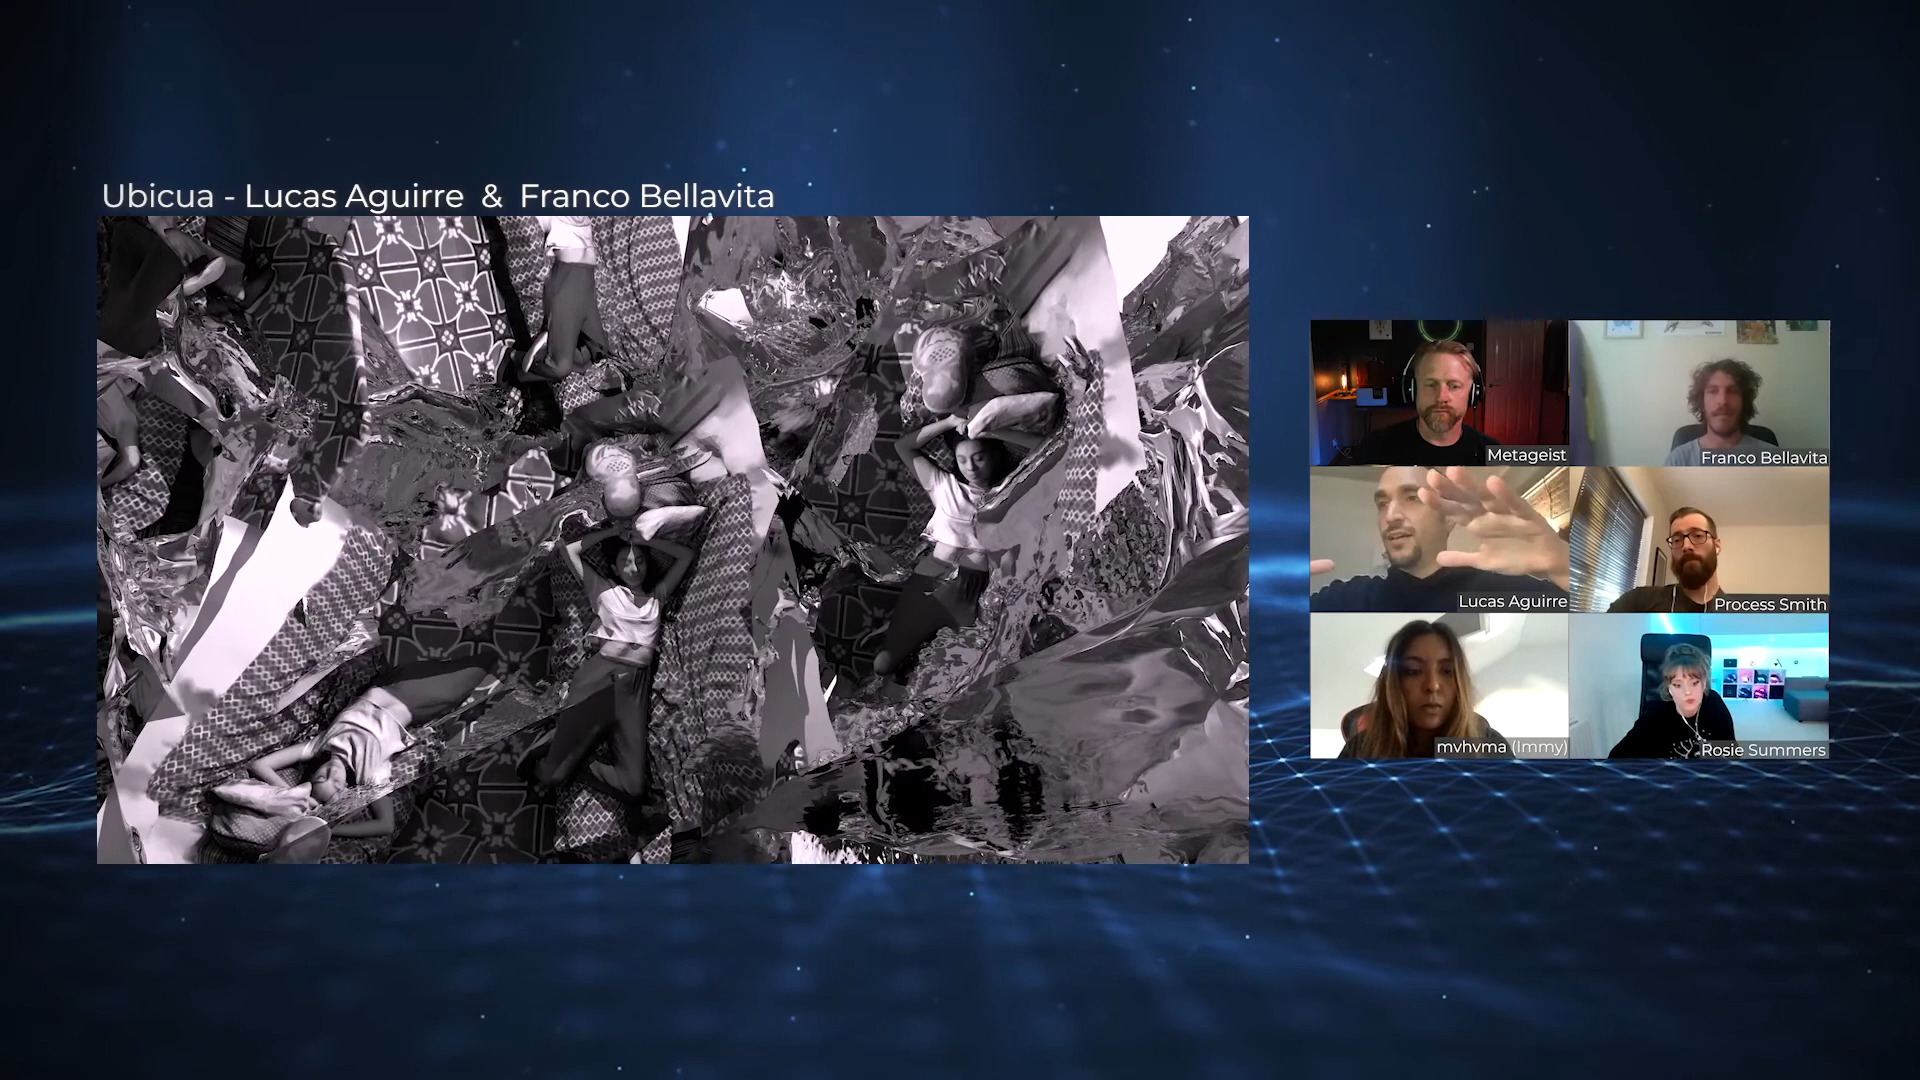 Ubicua - Lucas Aguirre & Franco Bellavita
Metageist
Franco Bellavita
Lucas Aguirre
Process Smith
mvhvma (Immy)
Rosie Summers